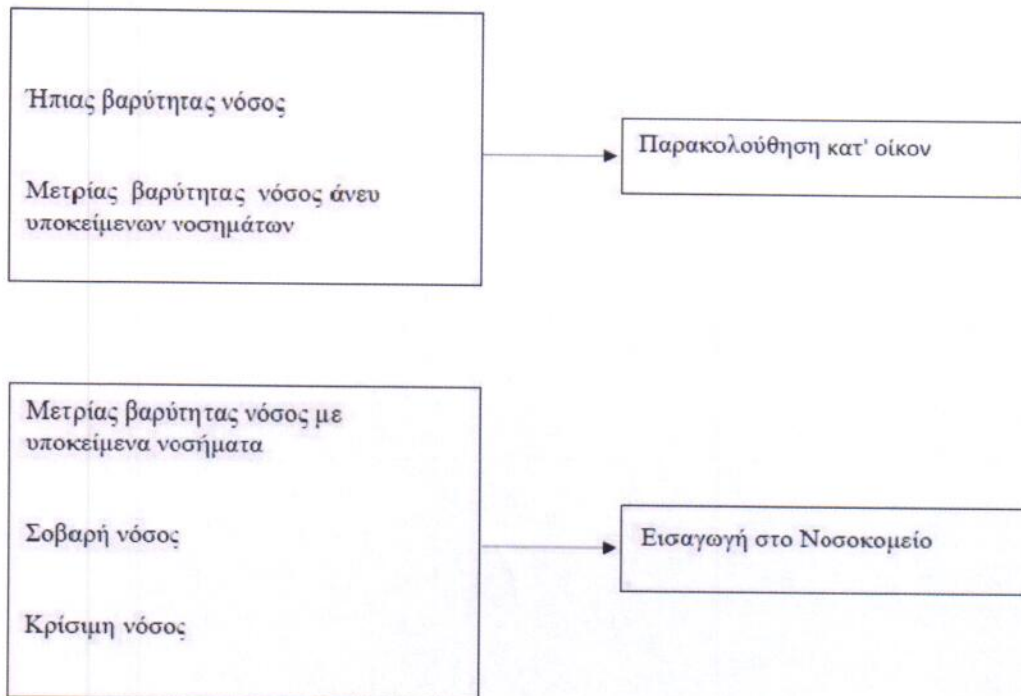 Ήπιας βαρύτητας νόσος
Μετρίας βαρύτητας νόσος άνευ
υποκείμενων νοσημάτων
Παρακολούθηση κατ' οίκον
Μετρίας βαρύτητας νόσος με
υποκείμενα νοσήματα
Σοβαρή νόσος
Κρίσιμη νόσος
Εισαγωγή στο Νοσοκομείο